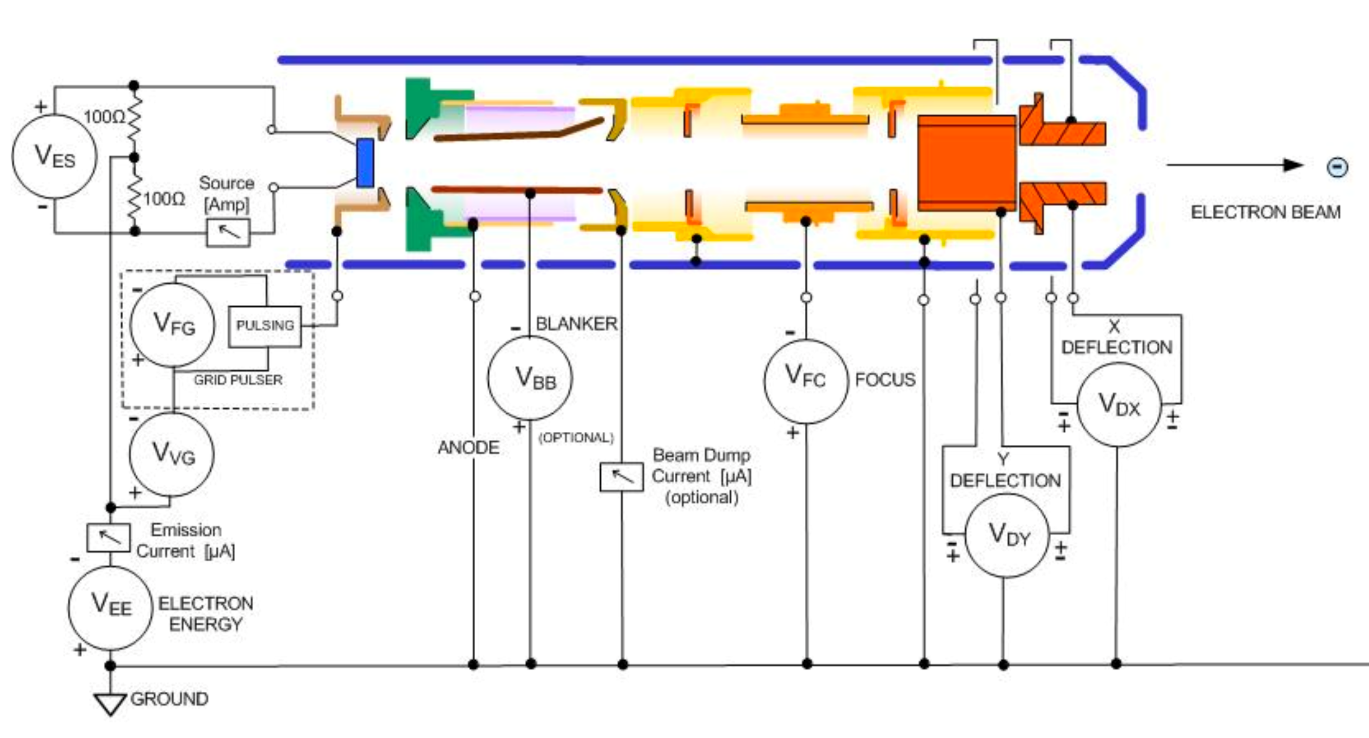 +
100Ω
VES
-
100Ω
Source
[Amp]
ELECTRON BEAM
-
VFG
PULSING
+
GRID PULSER
-
VVG
+
Emission
Current [µA]
-
VEE
ELECTRON
ENERGY
+
GROUND
ANODE
-
BLANKER
VBB
+
(OPTIONAL)
Beam Dump
Current [µA]
(optional)
-
VFC
FOCUS
+
X
DEFLECTION
VDX
-
+
±
-
Y
DEFLECTION
VDY
-
+
±
-